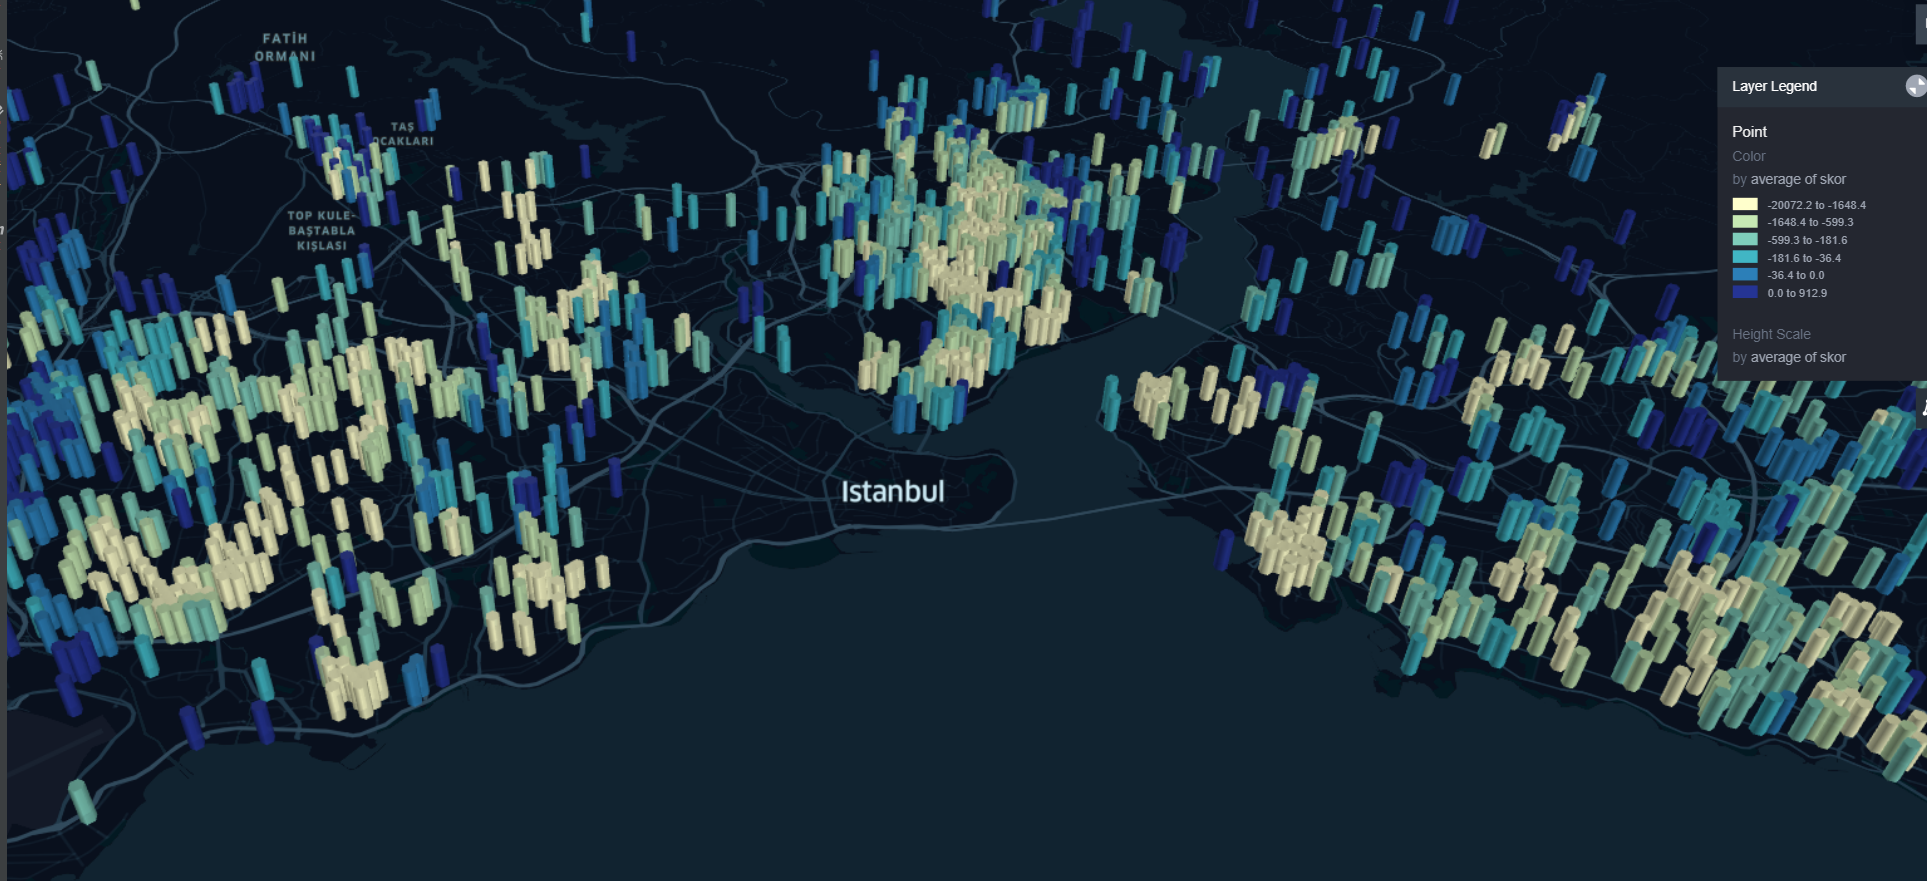 FATİH
ORMANI
TAŞ
OCAKLARI
TOP KULE-
BAŞTABLA
KIŞLASI
Istanbul
Layer Legend
Point
Color
by average of skor
-20072.2 to -1648.4
-1648.4 to -599.3
-599.3 to -181.6
-181.6 to -36.4
-36.4 to 0.0
0.0 to 912.9
Height Scale
by average of skor